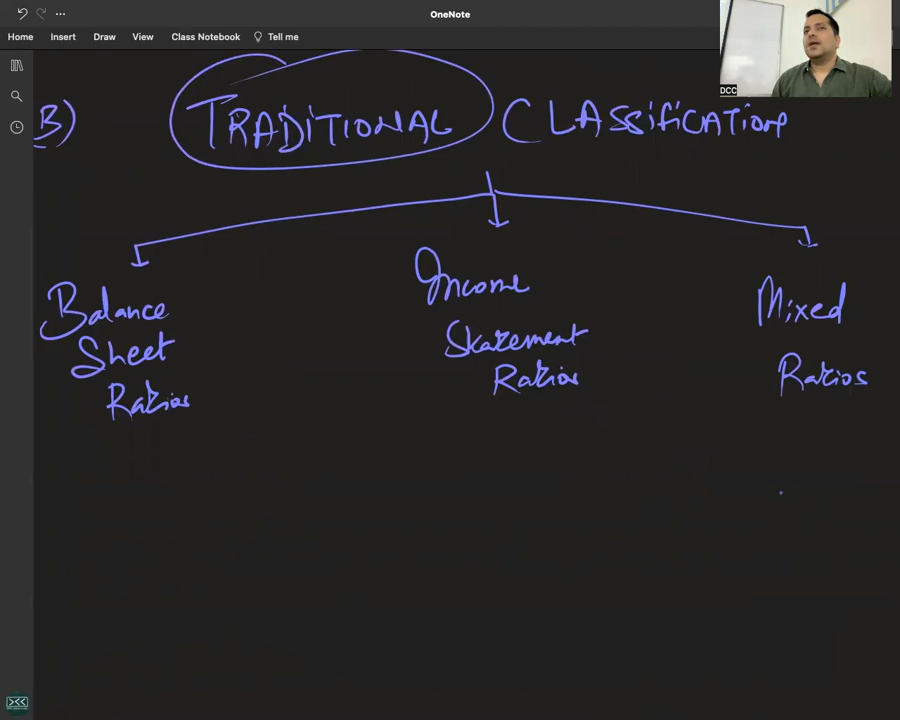 OneNote
Home Insert Draw View Class Notebook Tell me
DCC
B) TRADITIONAL CLASSIFICATION
Balance
Sheet
Ratios
Income
Statement
Ratios
Mixed
Ratios